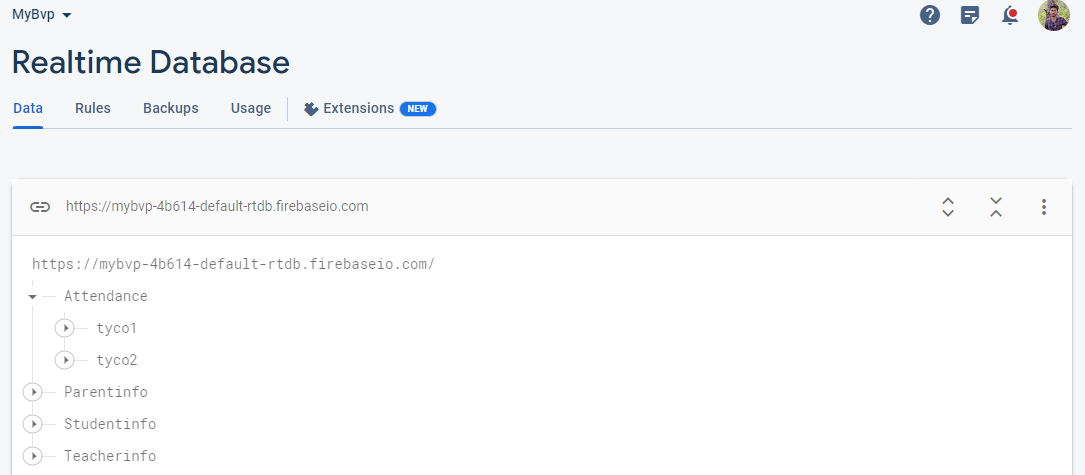 MyBvp
Realtime Database
Data Rules Backups Usage Extensions NEW
https://mybvp-4b614-default-rtdb.firebaseio.com
https://mybvp-4b614-default-rtdb.firebaseio.com/
Attendance
tyco1
tyco2
Parentinfo
Studentinfo
Teacherinfo